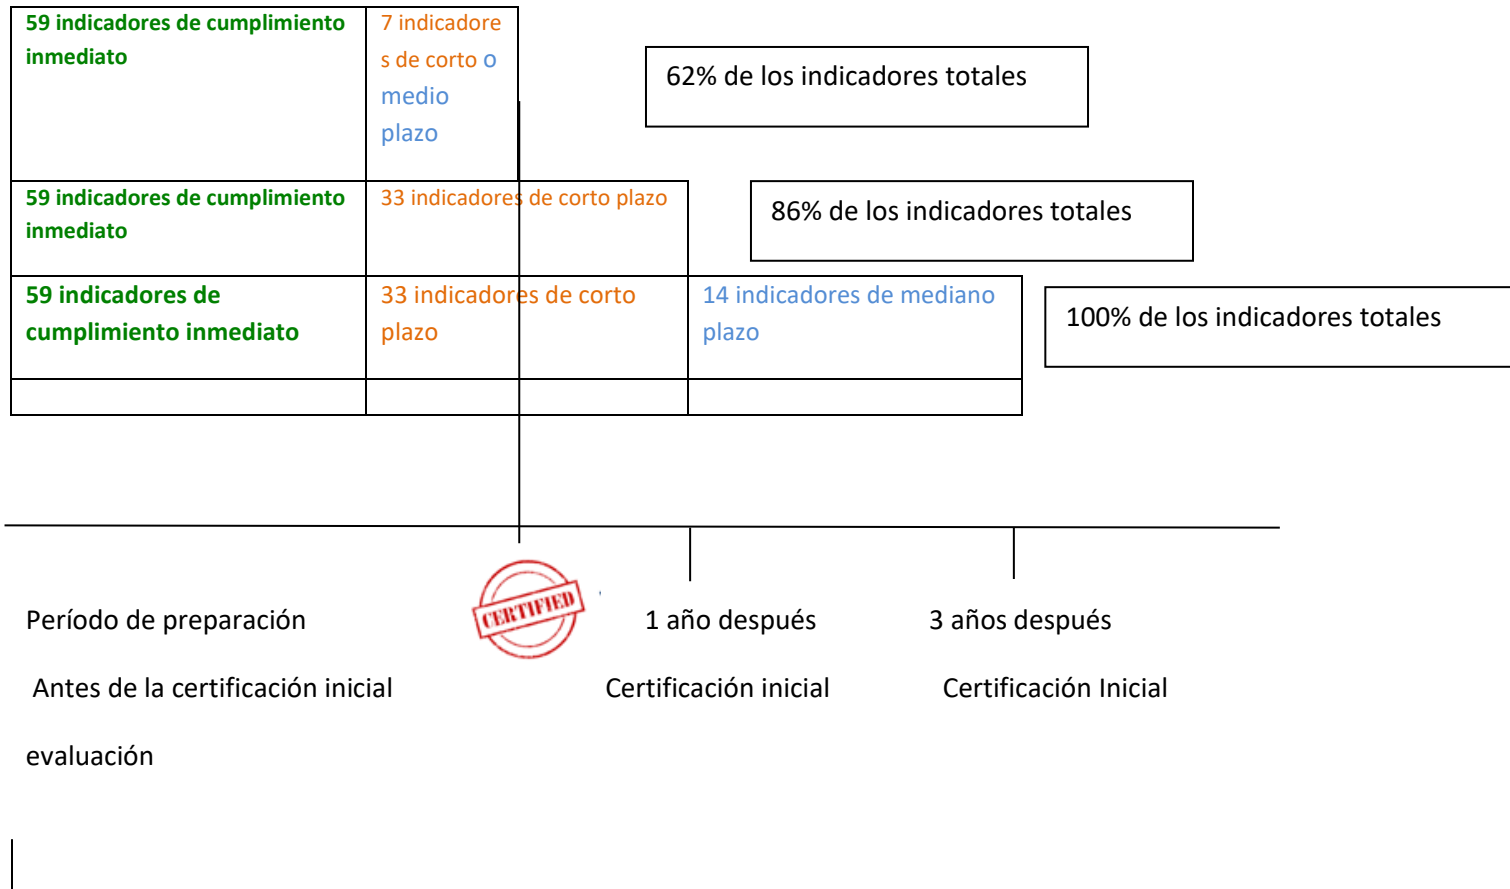 59 indicadores de cumplimiento
inmediato
7 indicadore
s de corto o
medio
plazo
62% de los indicadores totales
59 indicadores de cumplimiento
inmediato
33 indicadores de corto plazo
86% de los indicadores totales
59 indicadores de
cumplimiento inmediato
33 indicadores de corto
plazo
14 indicadores de mediano
plazo
100% de los indicadores totales
CERTIFIED
Período de preparación
1 año después
3 años después
Antes de la certificación inicial
Certificación inicial
Certificación Inicial
evaluación